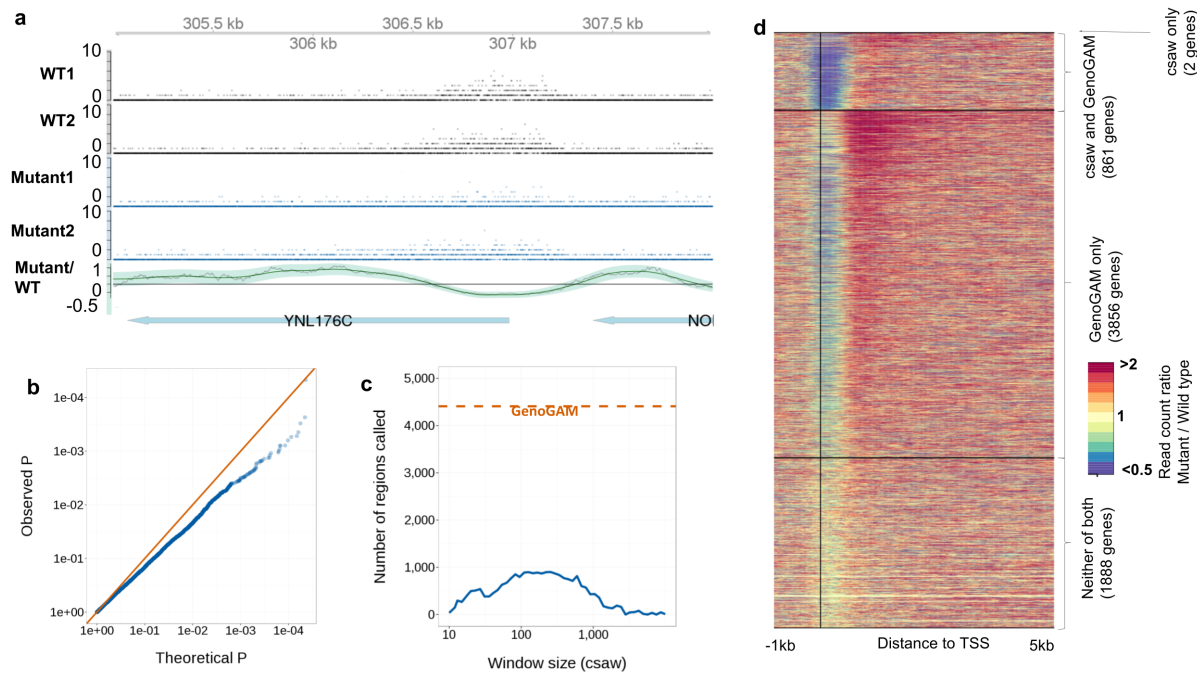 a
305.5 kb
306.5 kb
307.5 kb
306 kb
307 kb
10
WT1
0
10
WT2
0
10
Mutant1
0
10
Mutant2
0
Mutant/
WT
1
0
-0.5
YNL176C
NO
b
1e-04
1e-03
1e-02
1e-01
1e+00
Observed P
1e+00
1e-01
1e-02
1e-03
1e-04
Theoretical P
c
5,000
4,000
3,000
2,000
1,000
0
Number of regions called
GenoGAM
10
100
1,000
Window size (csaw)
d
csaw only
(2 genes)
csaw and GenoGAM
(861 genes)
GenoGAM only
(3856 genes)
Neither of both
(1888 genes)
>2
1
<0.5
Read count ratio
Mutant / Wild type
-1kb
Distance to TSS
5kb